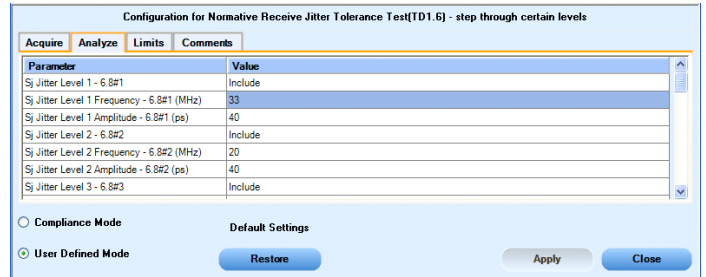 Configuration for Normative Receive Jitter Tolerance Test(TD1.6) - step through certain levels
Acquire Analyze Limits Comments
Parameter Value
Sj Jitter Level 1 - 6.8#1 Include
Sj Jitter Level 1 Frequency - 6.8#1 (MHz) 33
Sj Jitter Level 1 Amplitude - 6.8#1 (ps) 40
Sj Jitter Level 2 - 6.8#2 Include
Sj Jitter Level 2 Frequency - 6.8#2 (MHz) 20
Sj Jitter Level 2 Amplitude - 6.8#2 (ps) 40
Sj Jitter Level 3 - 6.8#3 Include
Compliance Mode Default Settings
User Defined Mode Restore Apply Close